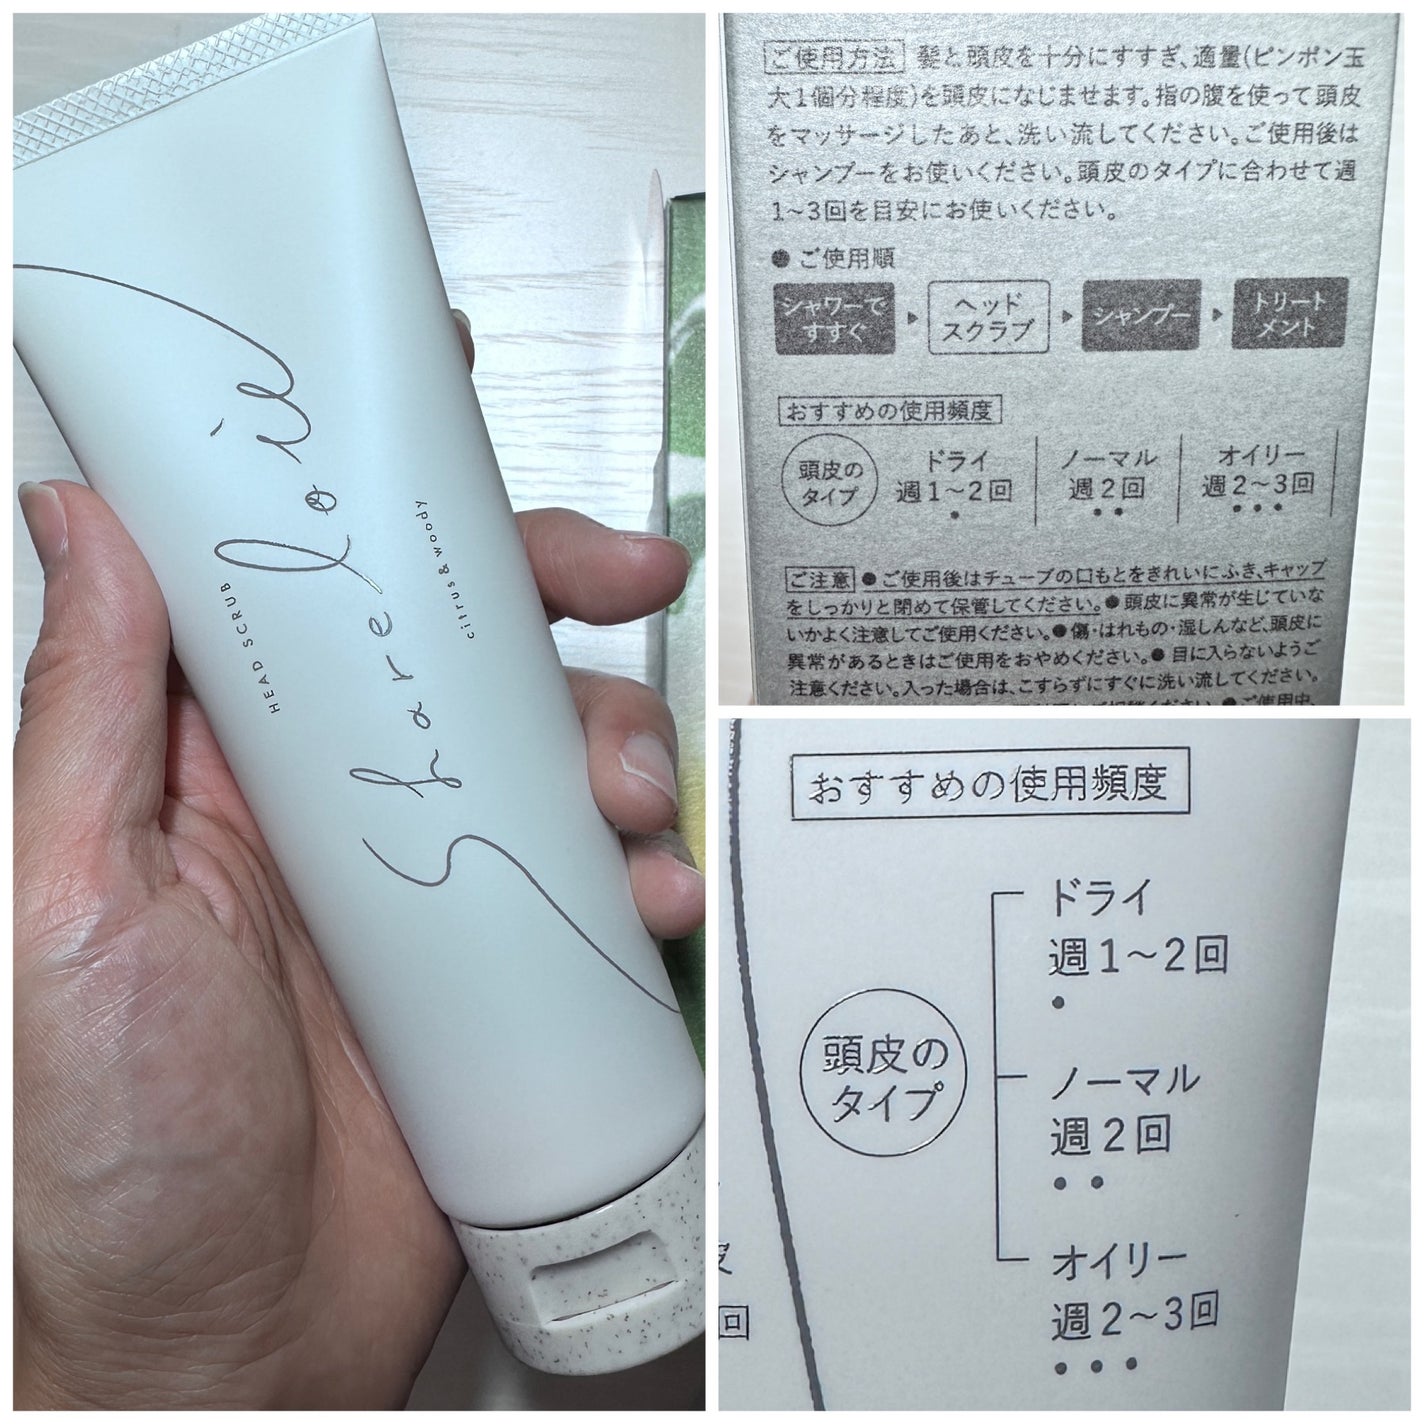 HEAD SCRUB
citrus & woody
ご使用方法 髪と頭皮を十分にすすぎ、適量(ピンポン玉
大1個分程度)を頭皮になじませます。指の腹を使って頭皮
をマッサージしたあと、洗い流してください。ご使用後は
シャンプーをお使いください。頭皮のタイプに合わせて週
1〜3回を目安にお使いください。
● ご使用順
シャワーで
すすぐ
ヘッド
スクラブ
シャンプー
トリート
メント
おすすめの使用頻度
頭皮の
タイプ
ドライ
週1〜2回
ノーマル
週2回
オイリー
週2〜3回
ご注意 ●ご使用後はチューブの口もとをきれいにふき、キャップ
をしっかりと閉めて保管してください。●頭皮に異常が生じていな
いかよく注意してご使用ください。●傷・はれもの・湿しんなど、頭皮に
異常があるときはご使用をおやめください。●目に入らないようご
注意ください。入った場合は、こすらずにすぐに洗い流してください。
●ご使用中、
おすすめの使用頻度
頭皮の
タイプ
ドライ
週1〜2回
ノーマル
週2回
オイリー
週2〜3回
回